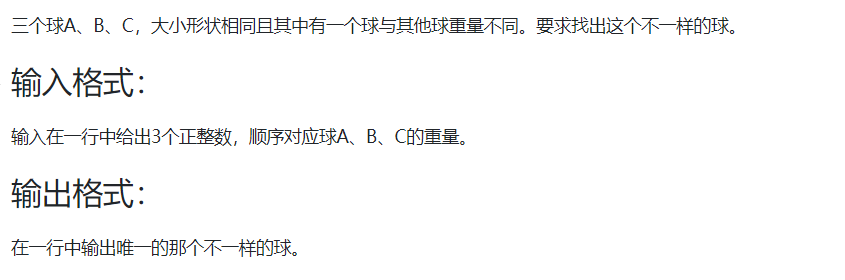 三个球A、B、C，大小形状相同且其中有一个球与其他球重量不同。要求找出这个不一样的球。
输入格式：
输入在一行中给出3个正整数，顺序对应球A、B、C的重量。
输出格式：
在一行中输出唯一的那个不一样的球。